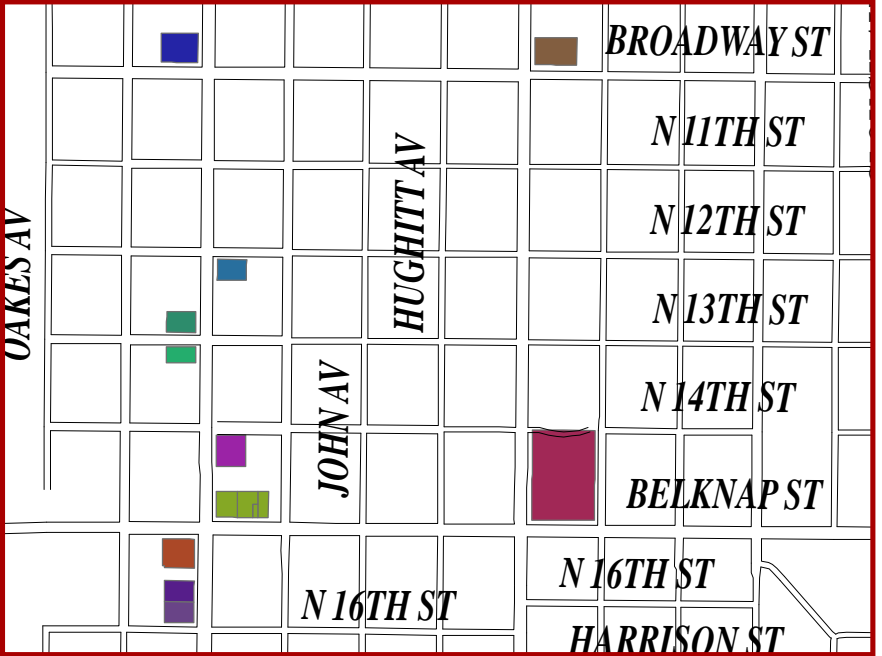 BROADWAY ST
N 11TH ST
HUGHITT AV
N 12TH ST
OAKES AV
N 13TH ST
JOHN AV
N 14TH ST
BELKNAP ST
N 16TH ST
N 16TH ST
HARRISON ST